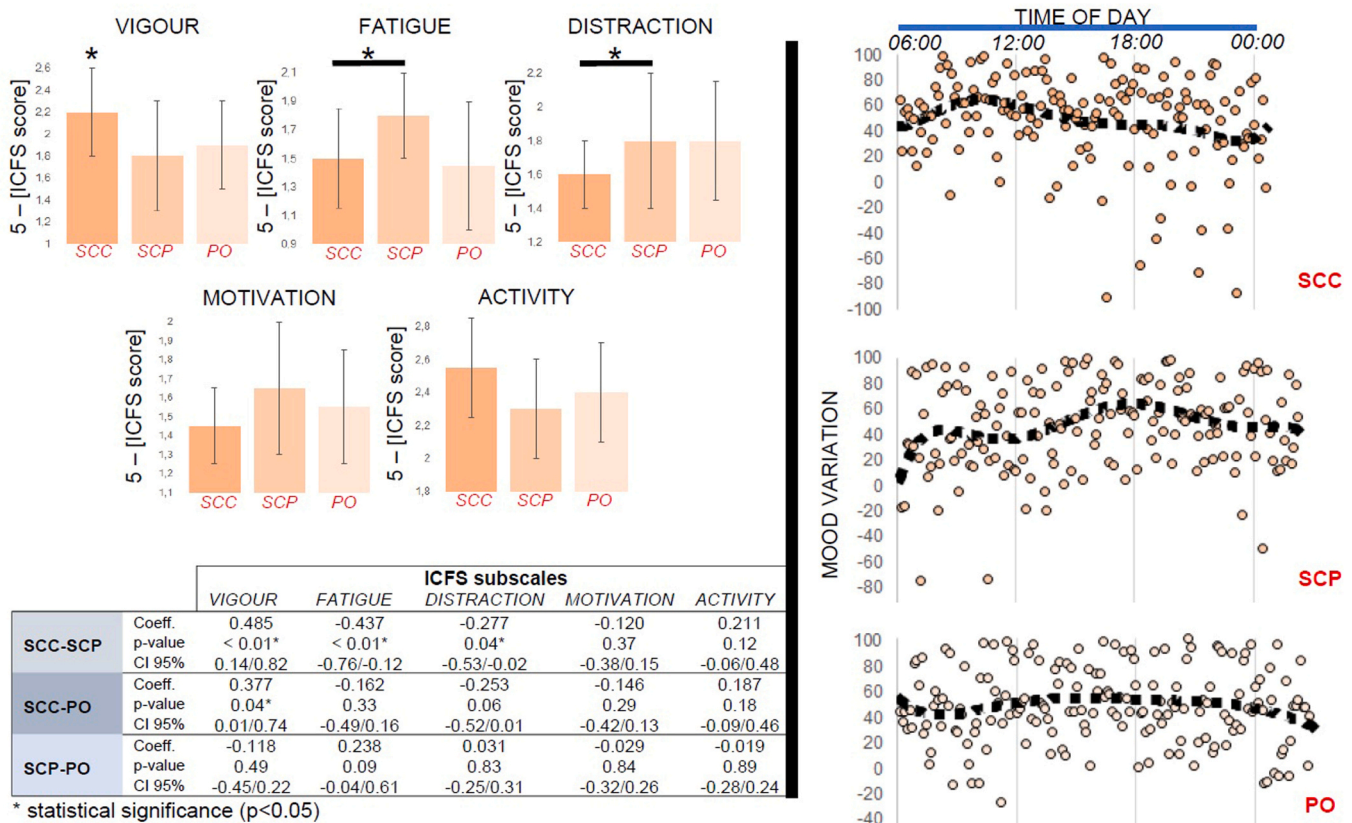 VIGOUR
*
5 – [ICFS score]
2,6
2,4
2,2
2
1,8
1,6
1,4
1,2
1
SCC SCP PO
FATIGUE
*
5 – [ICFS score]
2,1
1,9
1,7
1,5
1,3
1,1
0,9
SCC SCP PO
DISTRACTION
*
5 – [ICFS score]
2,2
2
1,8
1,6
1,4
1,2
SCC SCP PO
MOTIVATION
5 – [ICFS score]
2
1,9
1,8
1,7
1,6
1,5
1,4
1,3
1,2
1,1
SCC SCP PO
ACTIVITY
5 – [ICFS score]
2,8
2,6
2,4
2,2
2
1,8
SCC SCP PO
ICFS subscales
VIGOUR FATIGUE DISTRACTION MOTIVATION ACTIVITY
SCC-SCP
Coeff. 0.485 -0.437 -0.277 -0.120 0.211
p-value < 0.01* < 0.01* 0.04* 0.37 0.12
CI 95% 0.14/0.82 -0.76/-0.12 -0.53/-0.02 -0.38/0.15 -0.06/0.48
SCC-PO
Coeff. 0.377 -0.162 -0.253 -0.146 0.187
p-value 0.04* 0.33 0.06 0.29 0.18
CI 95% 0.01/0.74 -0.49/0.16 -0.52/0.01 -0.42/0.13 -0.09/0.46
SCP-PO
Coeff. -0.118 0.238 0.031 -0.029 -0.019
p-value 0.49 0.09 0.83 0.84 0.89
CI 95% -0.45/0.22 -0.04/0.61 -0.25/0.31 -0.32/0.26 -0.28/0.24
* statistical significance (p<0.05)
TIME OF DAY
06:00 12:00 18:00 00:00
MOOD VARIATION
100
80
60
40
20
0
-20
-40
-60
-80
-100
SCC
100
80
60
40
20
0
-20
-40
-60
-80
SCP
100
80
60
40
20
0
-20
-40
PO